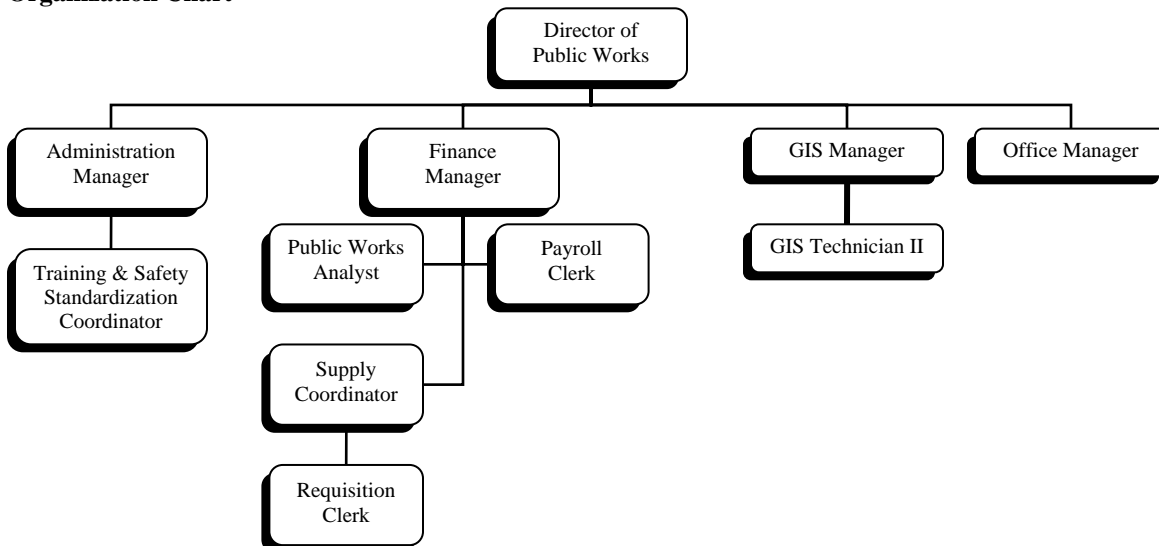 Organization Chart
Director of
Public Works
Administration
Manager
Finance
Manager
GIS Manager
Office Manager
Training & Safety
Standardization
Coordinator
Public Works
Analyst
Payroll
Clerk
GIS Technician II
Supply
Coordinator
Requisition
Clerk